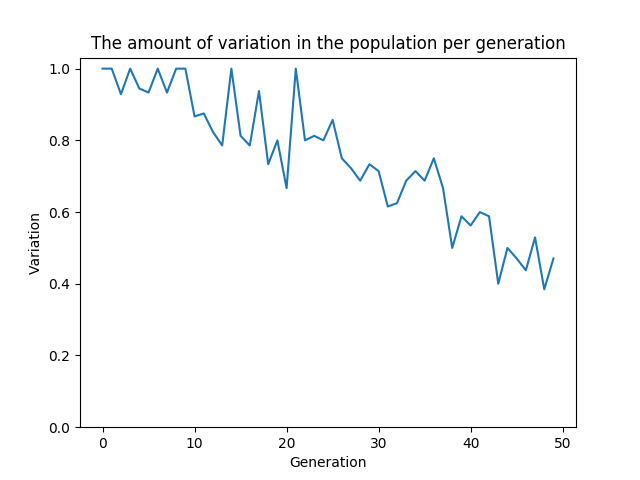 The amount of variation in the population per generation
1.0
0.8
0.6
0.4
0.2
0.0
Variation
0 10 20 30 40 50
Generation